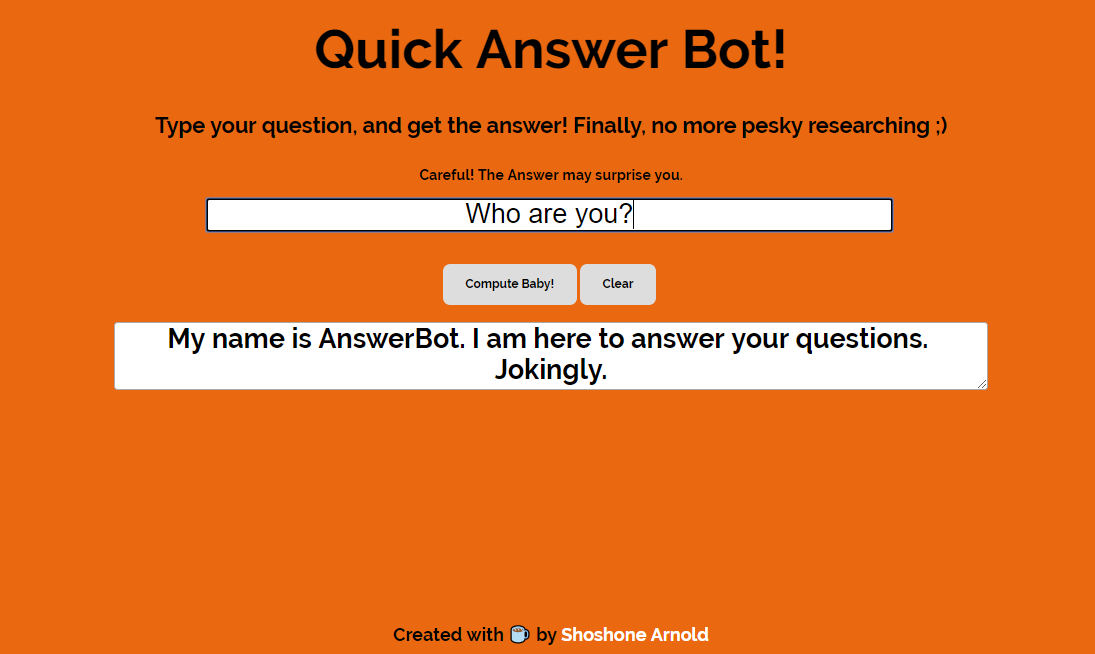 Quick Answer Bot!
Type your question, and get the answer! Finally, no more pesky researching ;)
Careful! The Answer may surprise you.
Who are you?
Compute Baby! Clear
My name is AnswerBot. I am here to answer your questions.
Jokingly.
Created with ☕ by Shoshone Arnold